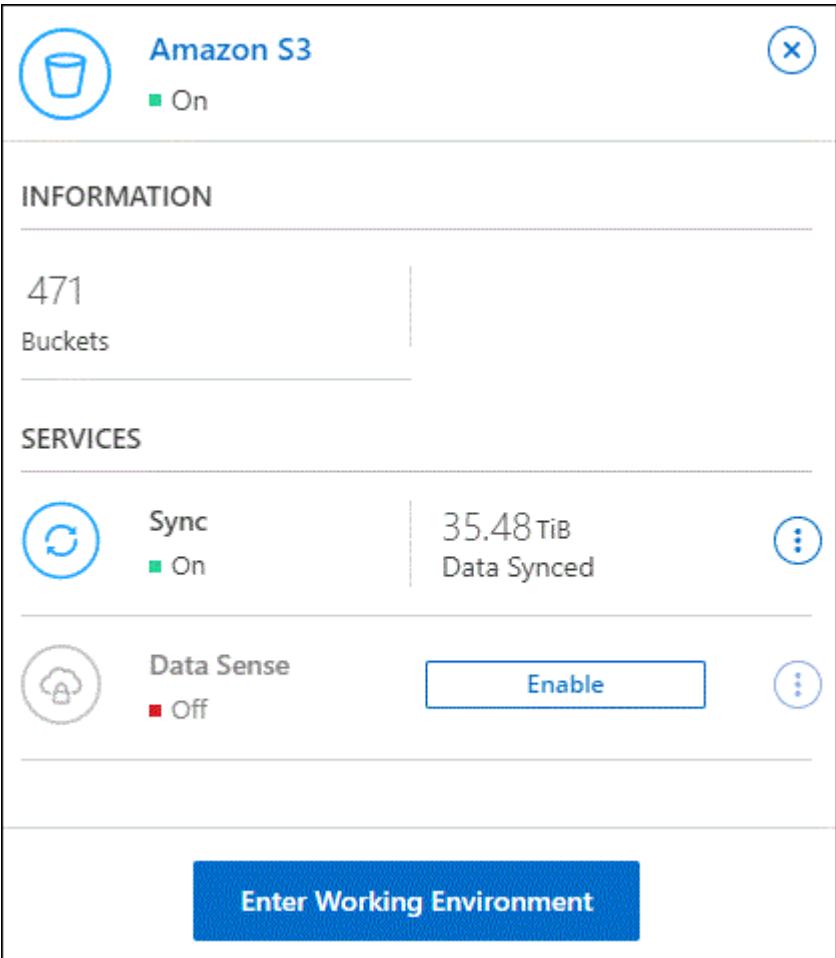 Amazon S3
On
INFORMATION
471
Buckets
SERVICES
Sync
On
35.48 TiB
Data Synced
Data Sense
Off
Enable
Enter Working Environment